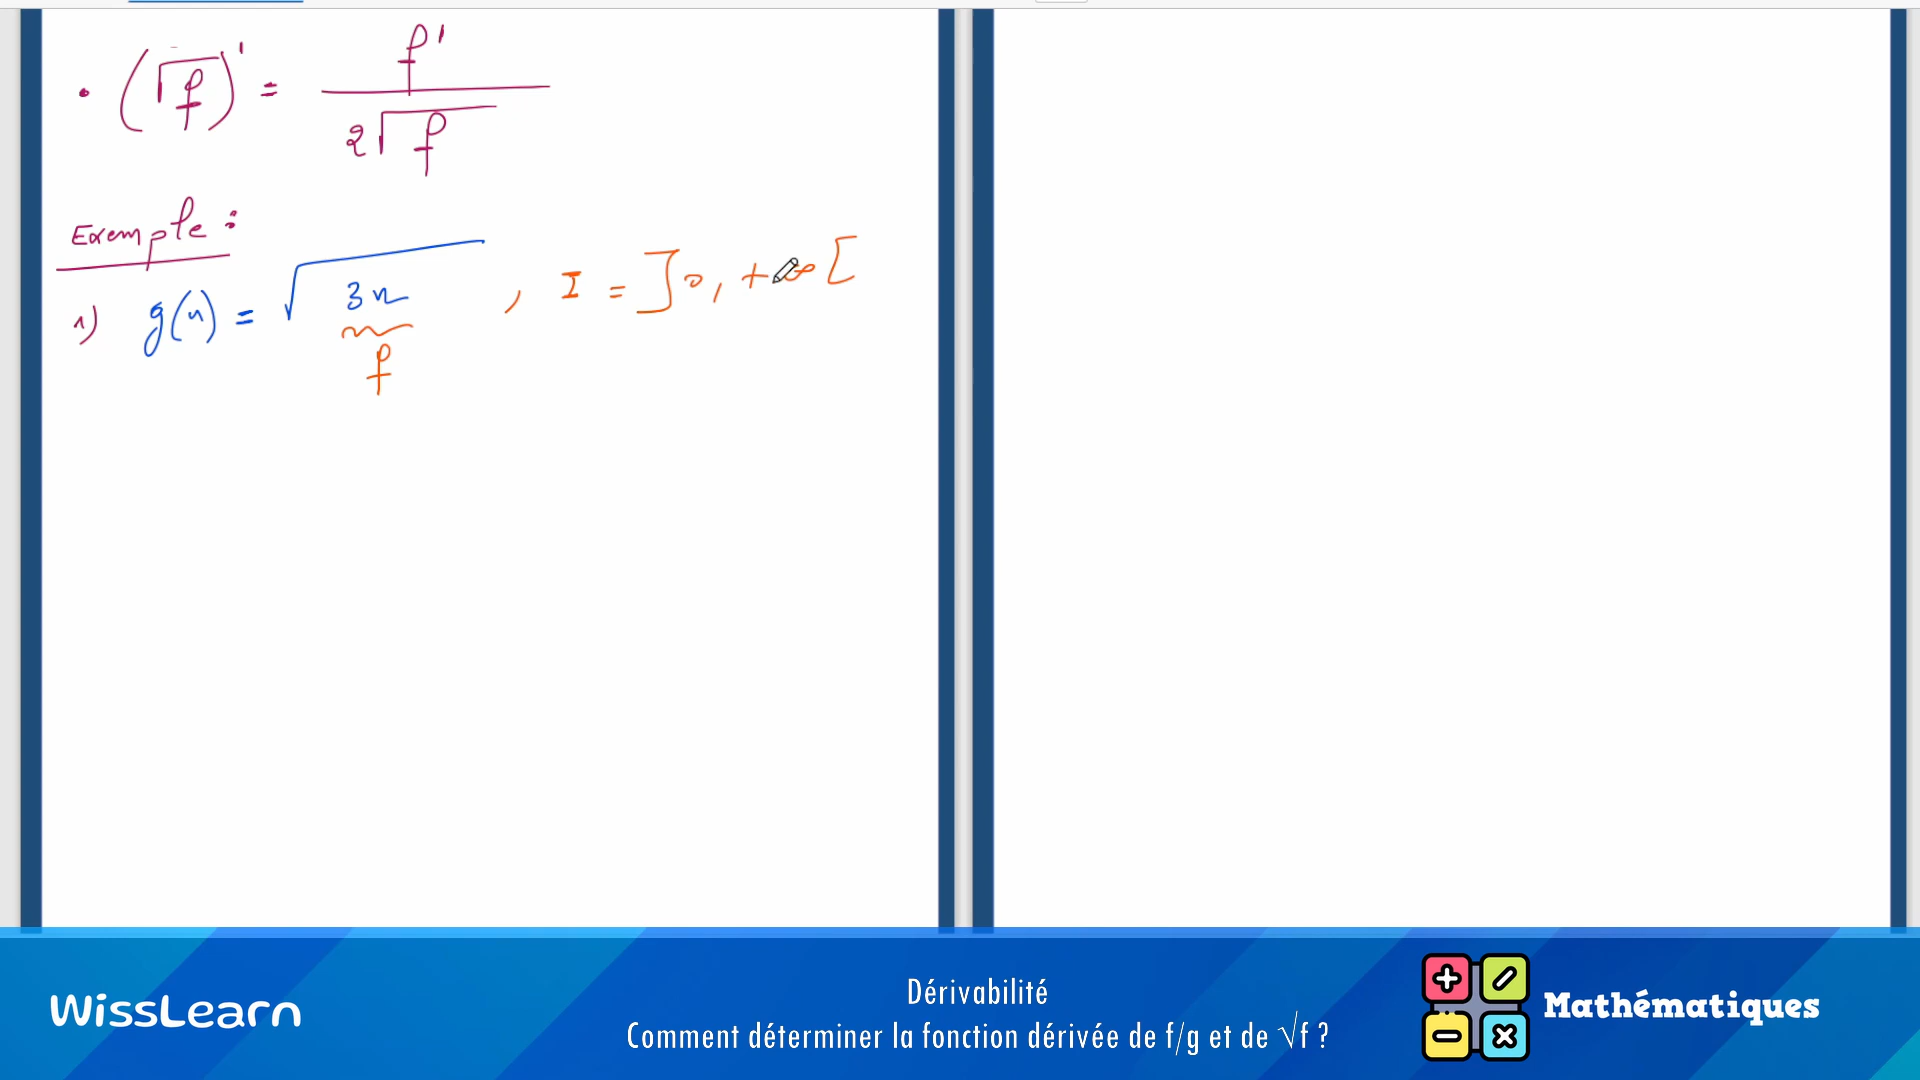 • (√f)' = f' / 2√f
Exemple :
1) g(x) = √3x , I = ]0, +∞[
f
WissLearn
Dérivabilité
Comment déterminer la fonction dérivée de f/g et de √f ?
Mathématiques